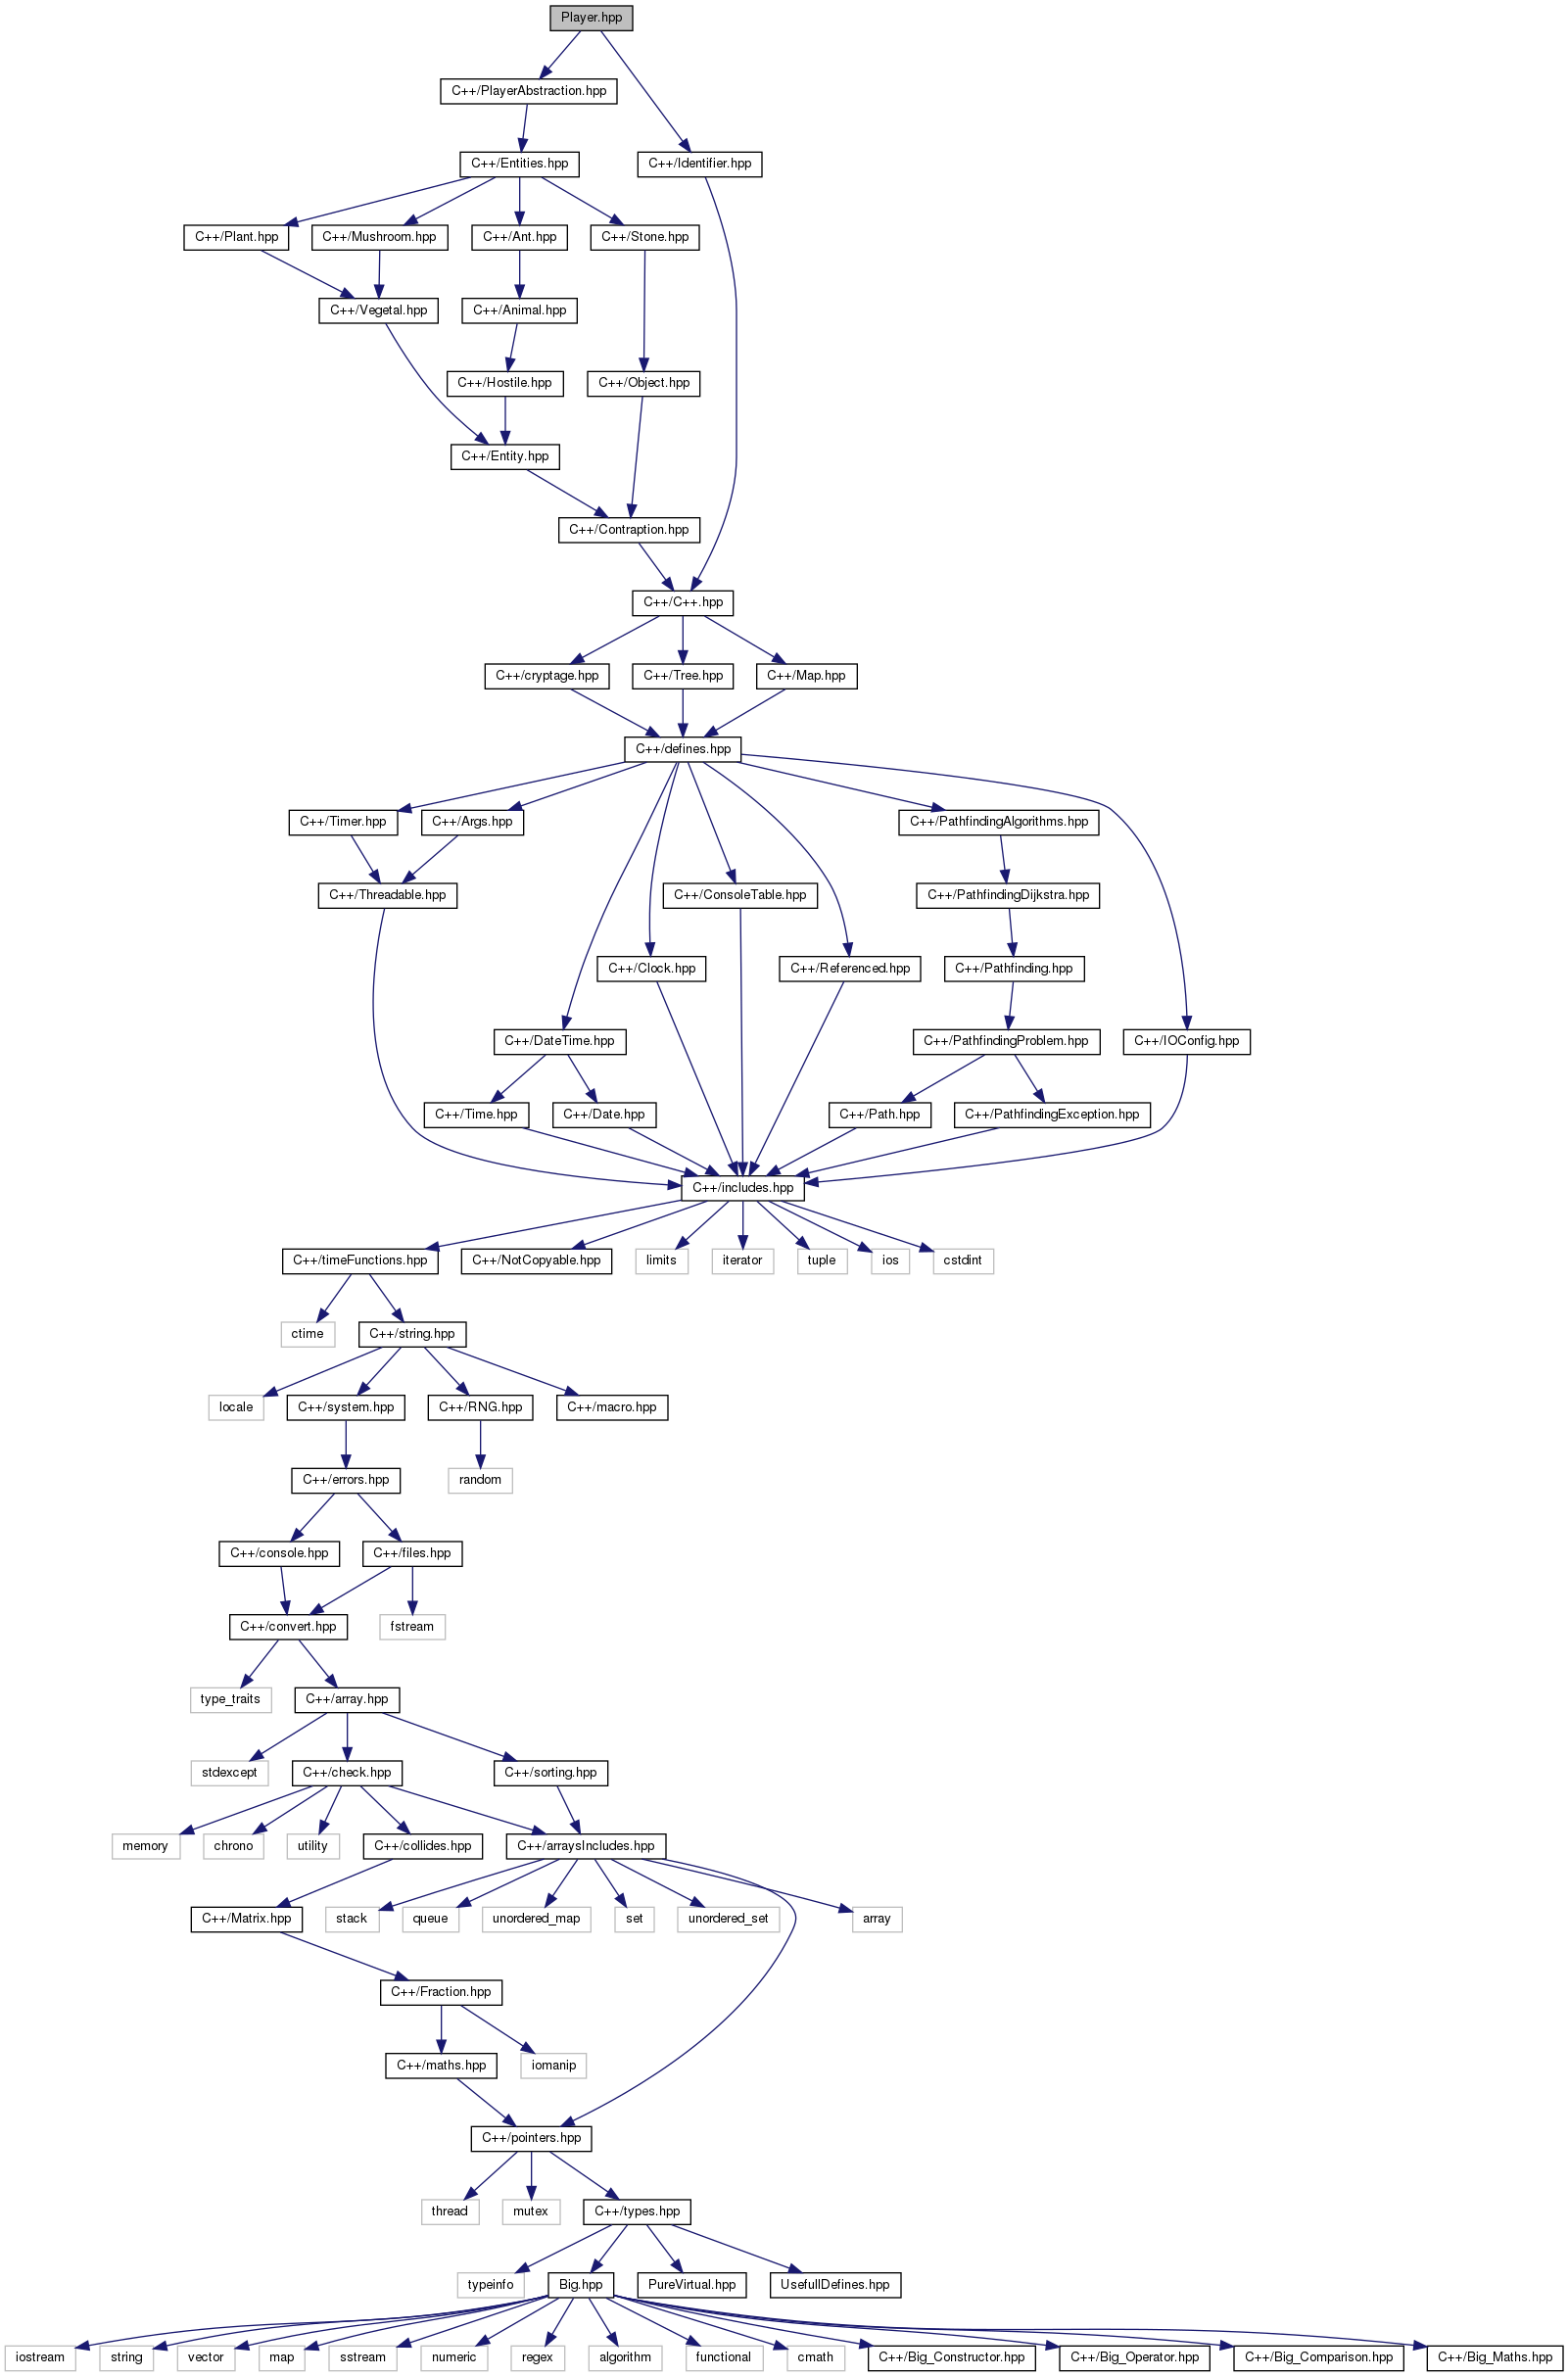 Player.hpp
C++/PlayerAbstraction.hpp
C++/Entities.hpp
C++/Identifier.hpp
C++/Plant.hpp
C++/Mushroom.hpp
C++/Ant.hpp
C++/Stone.hpp
C++/Vegetal.hpp
C++/Animal.hpp
C++/Hostile.hpp
C++/Object.hpp
C++/Entity.hpp
C++/Contraption.hpp
C++/C++.hpp
C++/cryptage.hpp
C++/Tree.hpp
C++/Map.hpp
C++/defines.hpp
C++/Timer.hpp
C++/Args.hpp
C++/PathfindingAlgorithms.hpp
C++/Threadable.hpp
C++/ConsoleTable.hpp
C++/PathfindingDijkstra.hpp
C++/Clock.hpp
C++/Referenced.hpp
C++/Pathfinding.hpp
C++/DateTime.hpp
C++/PathfindingProblem.hpp
C++/IOConfig.hpp
C++/Time.hpp
C++/Date.hpp
C++/Path.hpp
C++/PathfindingException.hpp
C++/includes.hpp
C++/timeFunctions.hpp
C++/NotCopyable.hpp
limits
iterator
tuple
ios
cstdint
ctime
C++/string.hpp
locale
C++/system.hpp
C++/RNG.hpp
C++/macro.hpp
C++/errors.hpp
random
C++/console.hpp
C++/files.hpp
C++/convert.hpp
fstream
type_traits
C++/array.hpp
stdexcept
C++/check.hpp
C++/sorting.hpp
memory
chrono
utility
C++/collides.hpp
C++/arraysIncludes.hpp
C++/Matrix.hpp
stack
queue
unordered_map
set
unordered_set
array
C++/Fraction.hpp
C++/maths.hpp
iomanip
C++/pointers.hpp
thread
mutex
C++/types.hpp
typeinfo
Big.hpp
PureVirtual.hpp
UsefullDefines.hpp
iostream
string
vector
map
sstream
numeric
regex
algorithm
functional
cmath
C++/Big_Constructor.hpp
C++/Big_Operator.hpp
C++/Big_Comparison.hpp
C++/Big_Maths.hpp